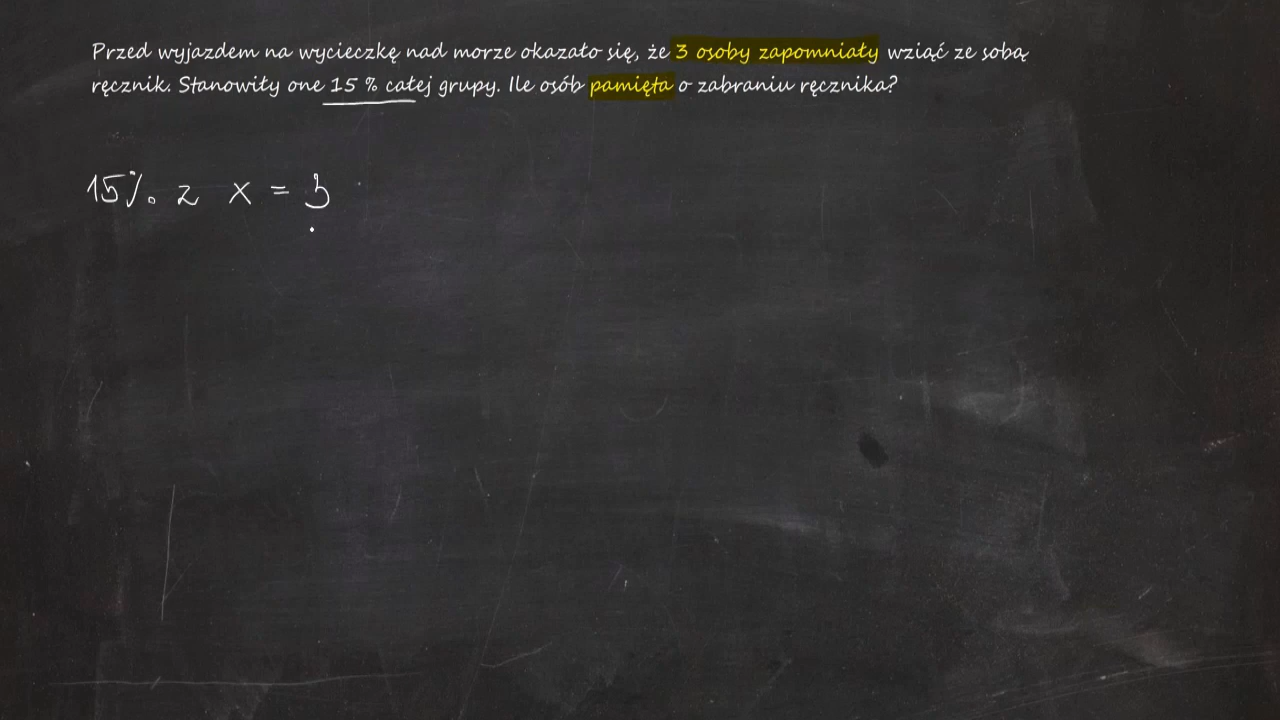 Przed wyjazdem na wycieczkę nad morze okazało się, że 3 osoby zapomniały wziąć ze sobą
ręcznik. Stanowiły one 15 % całej grupy. Ile osób pamięta o zabraniu ręcznika?
15% z x = 3